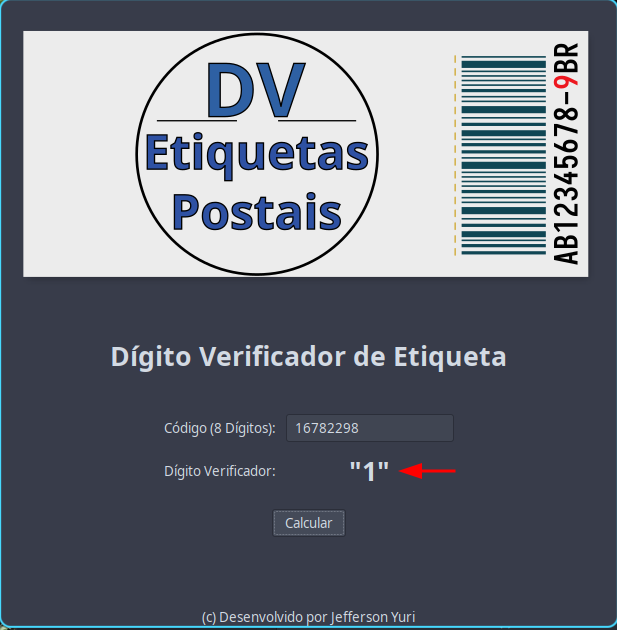 DV
Etiquetas
Postais
AB12345678-9BR
Dígito Verificador de Etiqueta
Código (8 Dígitos): 16782298
Dígito Verificador: "1"
Calcular
(c) Desenvolvido por Jefferson Yuri